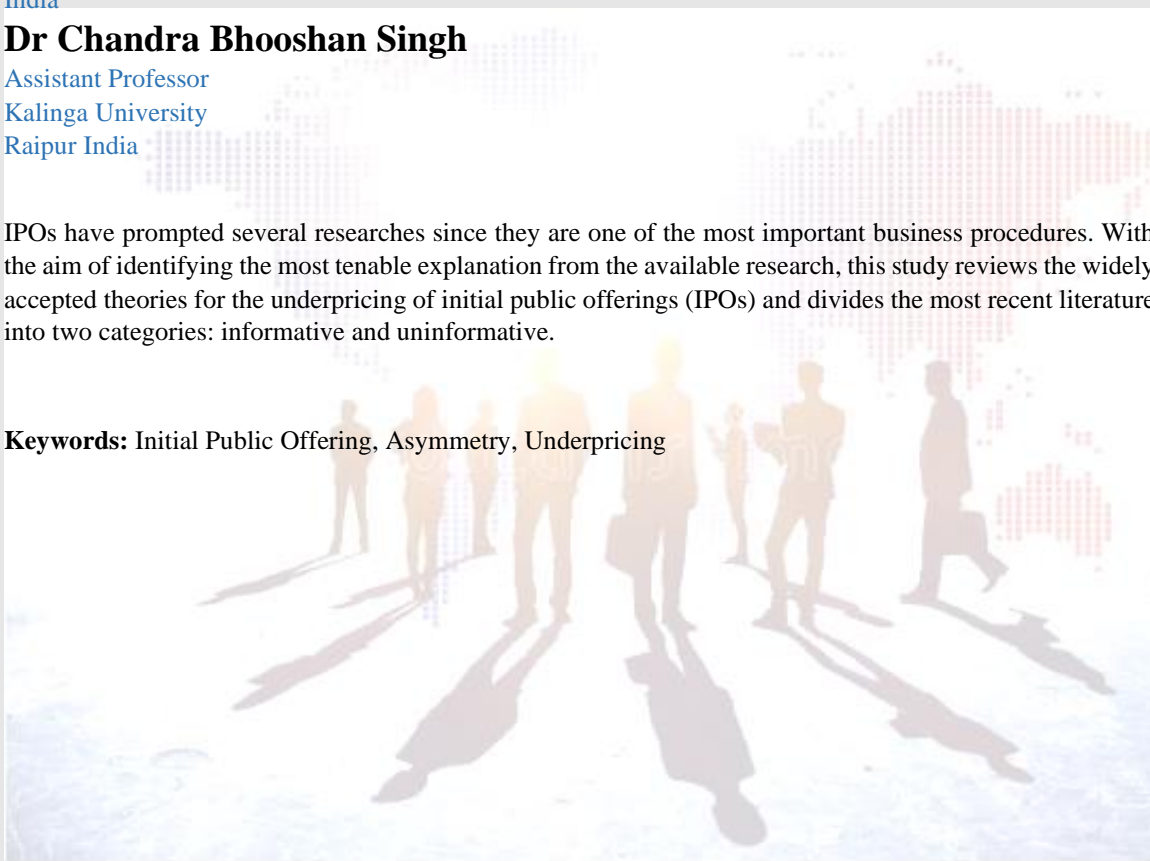 India
Dr Chandra Bhooshan Singh
Assistant Professor
Kalinga University
Raipur India
IPOs have prompted several researches since they are one of the most important business procedures. With
the aim of identifying the most tenable explanation from the available research, this study reviews the widely
accepted theories for the underpricing of initial public offerings (IPOs) and divides the most recent literature
into two categories: informative and uninformative.
Keywords: Initial Public Offering, Asymmetry, Underpricing